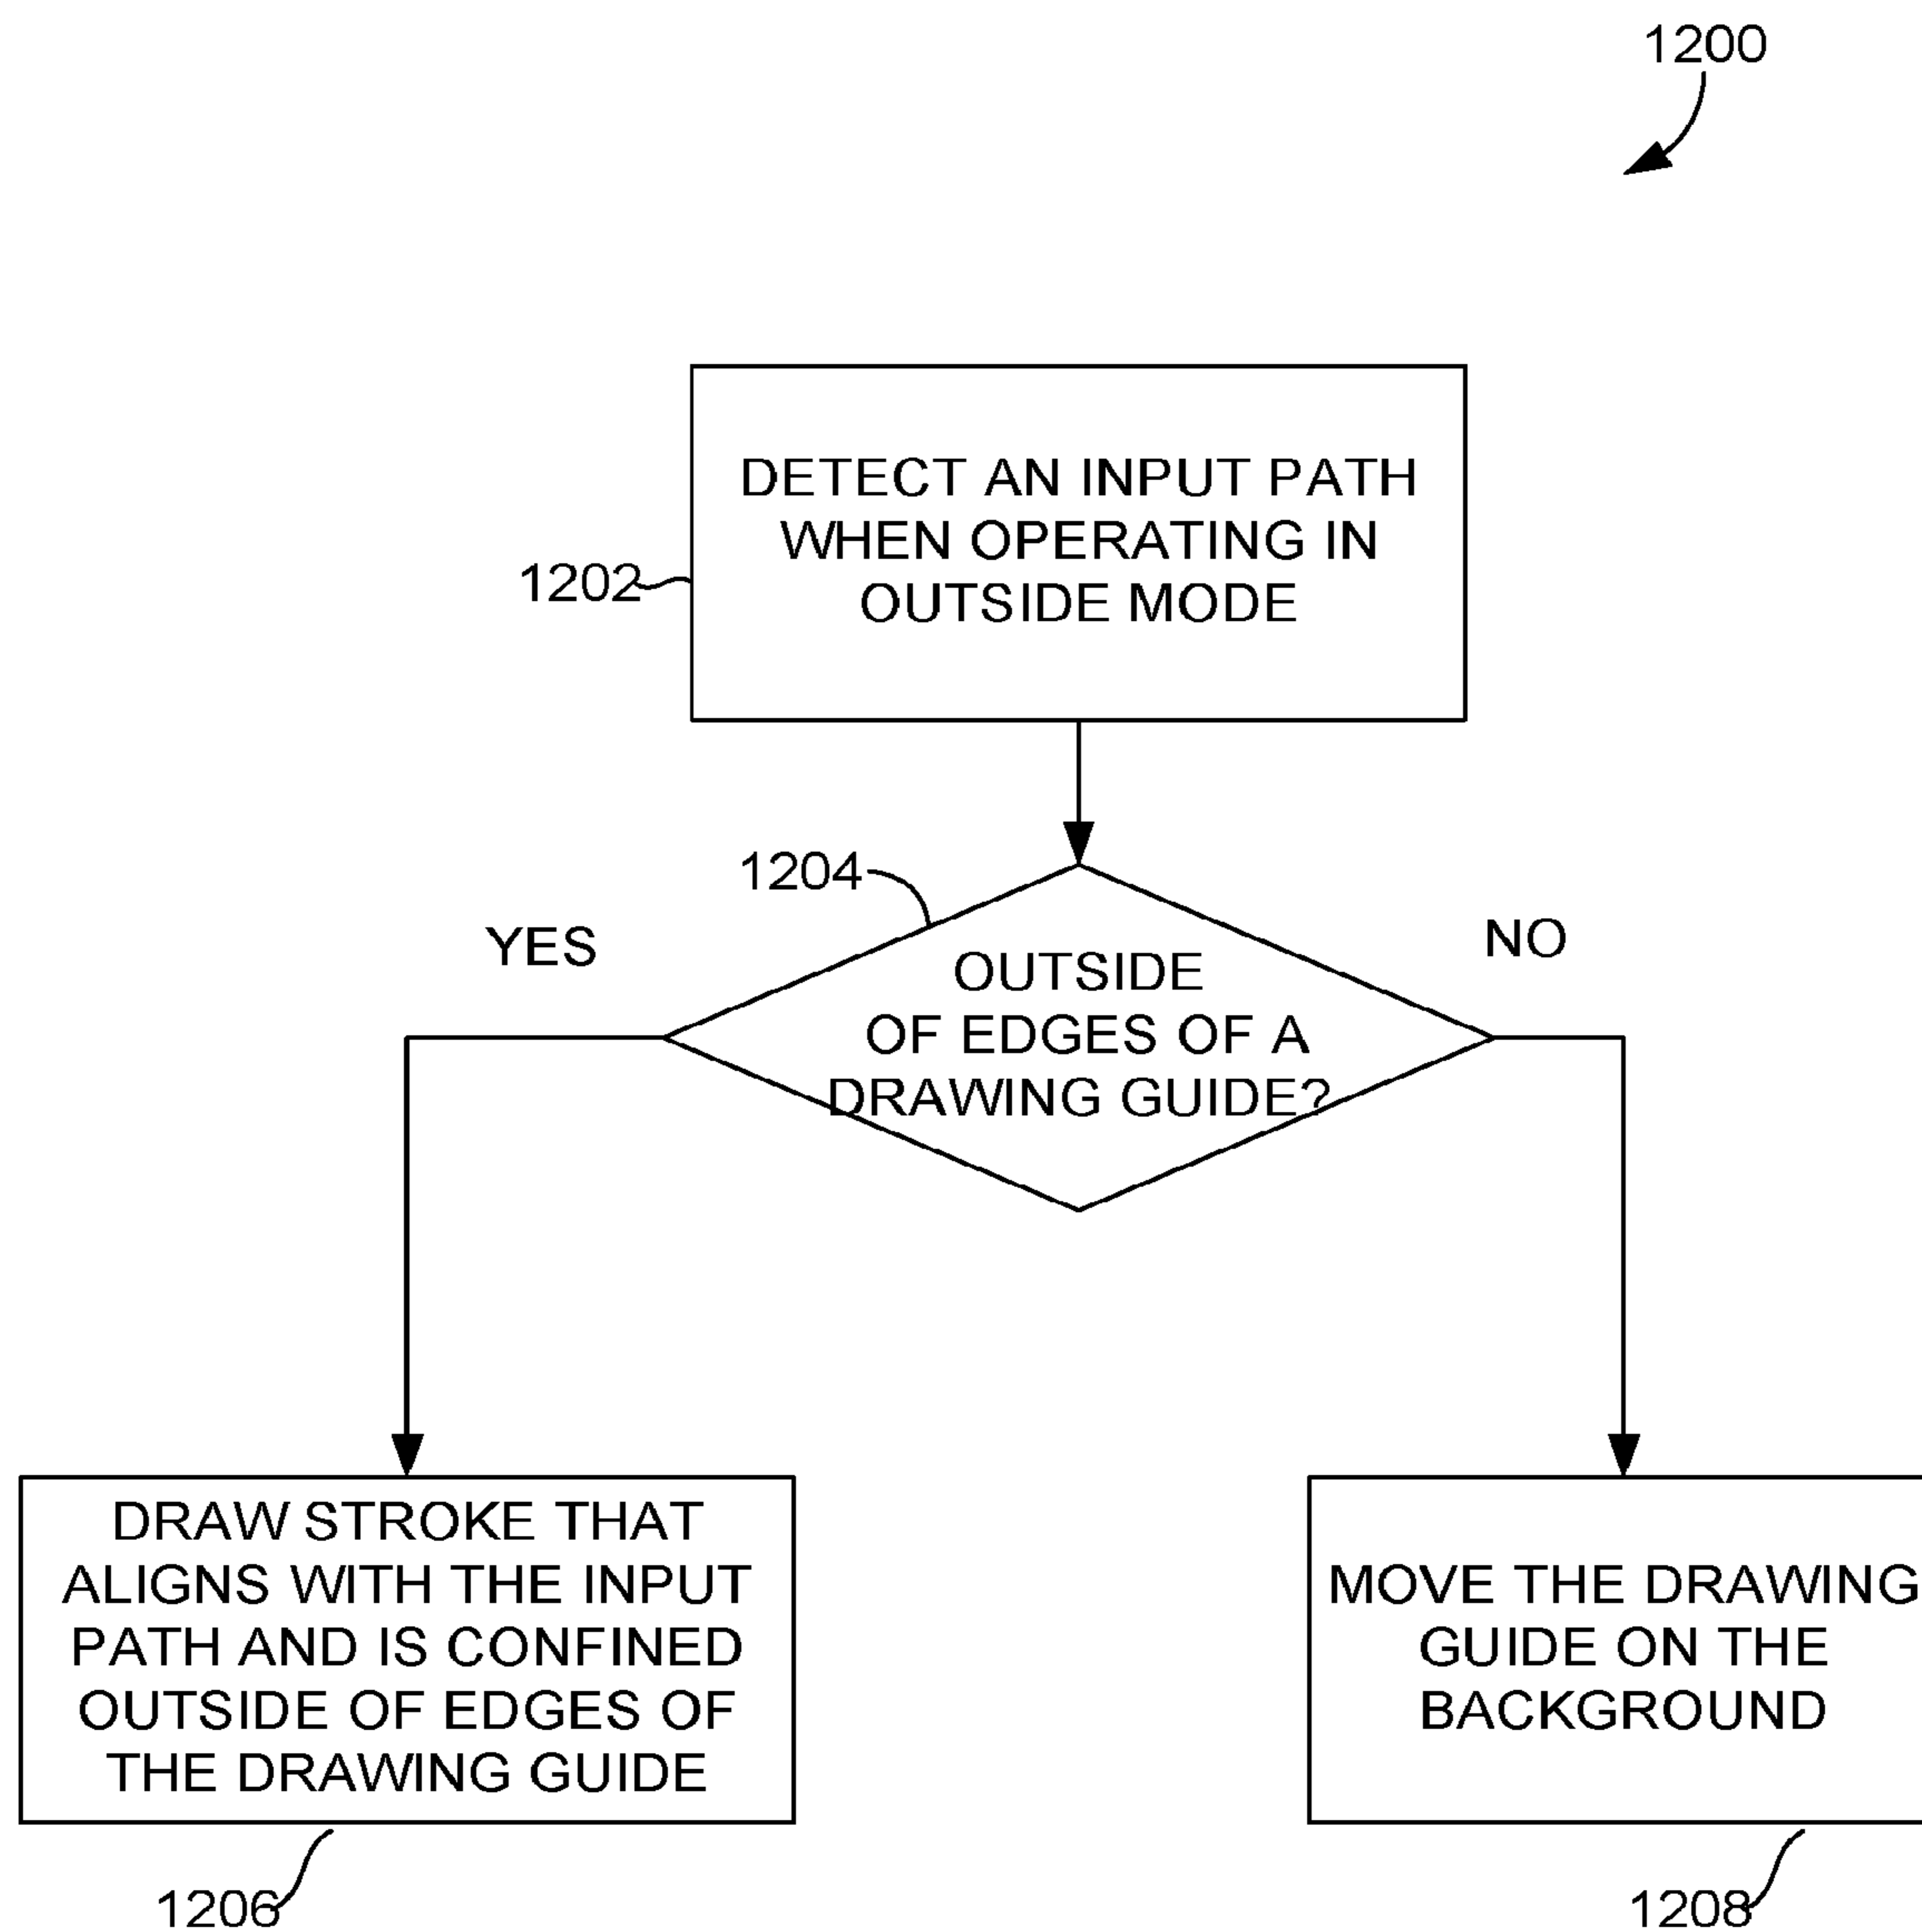 1200
DETECT AN INPUT PATH
WHEN OPERATING IN
OUTSIDE MODE
1202
1204
YES
NO
OUTSIDE
OF EDGES OF A
DRAWING GUIDE?
DRAW STROKE THAT
ALIGNS WITH THE INPUT
PATH AND IS CONFINED
OUTSIDE OF EDGES OF
THE DRAWING GUIDE
MOVE THE DRAWING
GUIDE ON THE
BACKGROUND
1206
1208